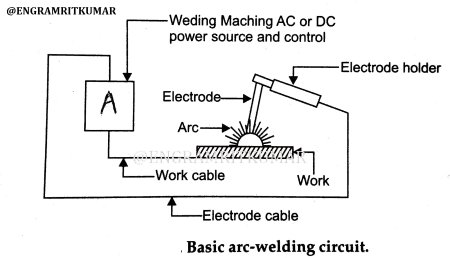 @ENGRAMRITKUMAR
Weding Maching AC or DC
power source and control
Electrode holder
Electrode
A
Arc
@ENGRAMRITKUMAR
Work
Work cable
Electrode cable
. Basic arc-welding circuit.